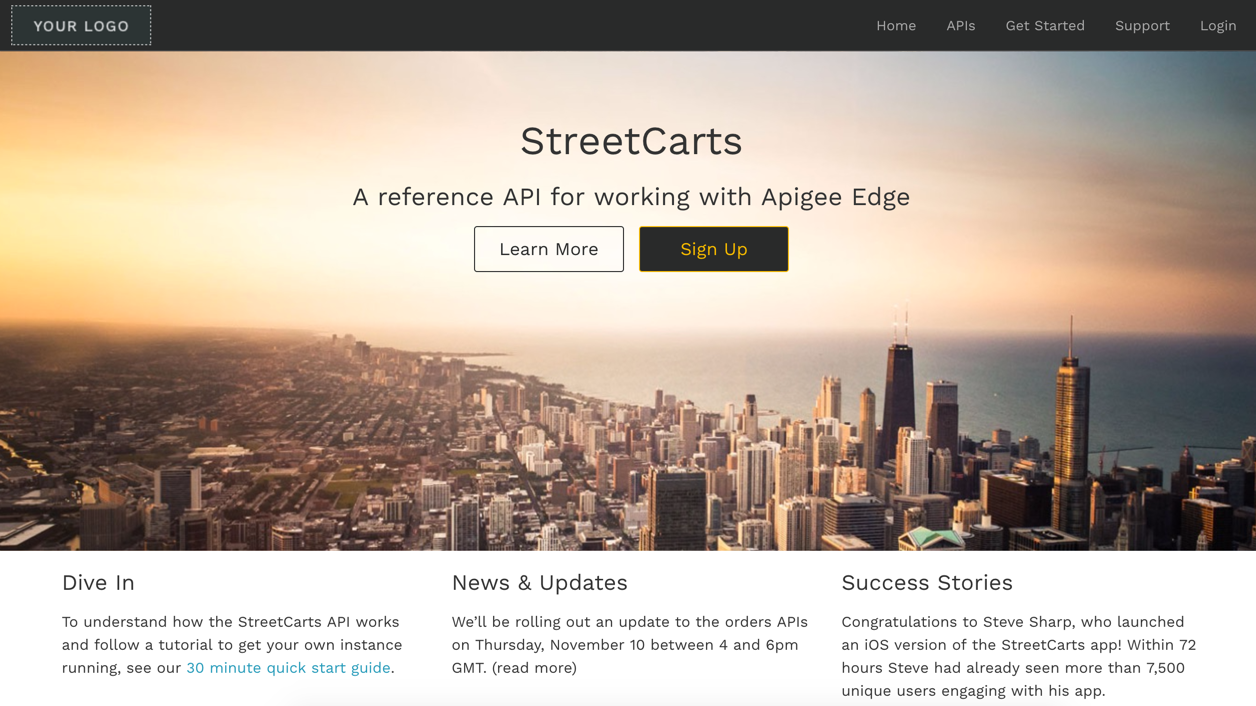 YOUR LOGO
Home
APIs
Get Started
Support
Login
StreetCarts
A reference API for working with Apigee Edge
Learn More
Sign Up
Dive In
To understand how the StreetCarts API works
and follow a tutorial to get your own instance
running, see our 30 minute quick start guide.
News & Updates
We’ll be rolling out an update to the orders APIs
on Thursday, November 10 between 4 and 6pm
GMT. (read more)
Success Stories
Congratulations to Steve Sharp, who launched
an iOS version of the StreetCarts app! Within 72
hours Steve had already seen more than 7,500
unique users engaging with his app.